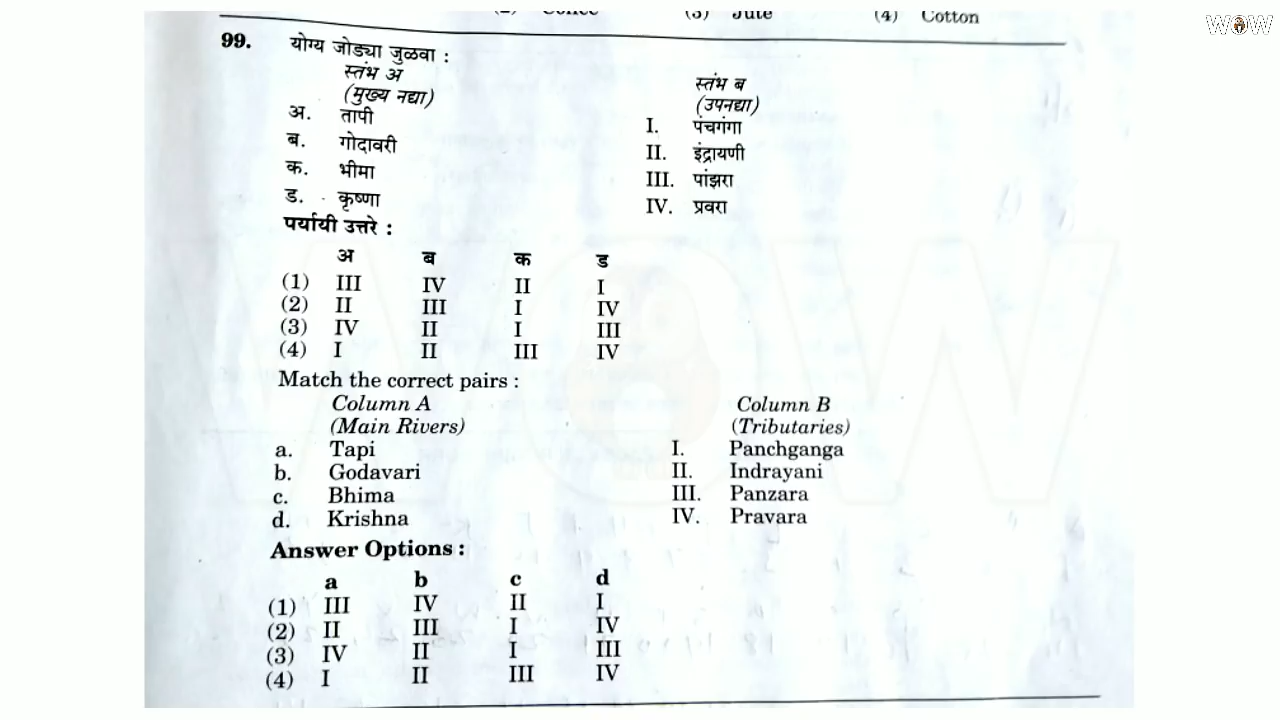 (3) Jute (4) Cotton
WOW
99. योग्य जोड्या जुळवा :
स्तंभ अ स्तंभ ब
(मुख्य नद्या) (उपनद्या)
अ. तापी I. पंचगंगा
ब. गोदावरी II. इंद्रायणी
क. भीमा III. पांझरा
ड. कृष्णा IV. प्रवरा
पर्यायी उत्तरे :
अ ब क ड
(1) III IV II I
(2) II III I IV
(3) IV II I III
(4) I II III IV
Match the correct pairs :
Column A Column B
(Main Rivers) (Tributaries)
a. Tapi I. Panchganga
b. Godavari II. Indrayani
c. Bhima III. Panzara
d. Krishna IV. Pravara
Answer Options :
a b c d
(1) III IV II I
(2) II III I IV
(3) IV II I III
(4) I II III IV